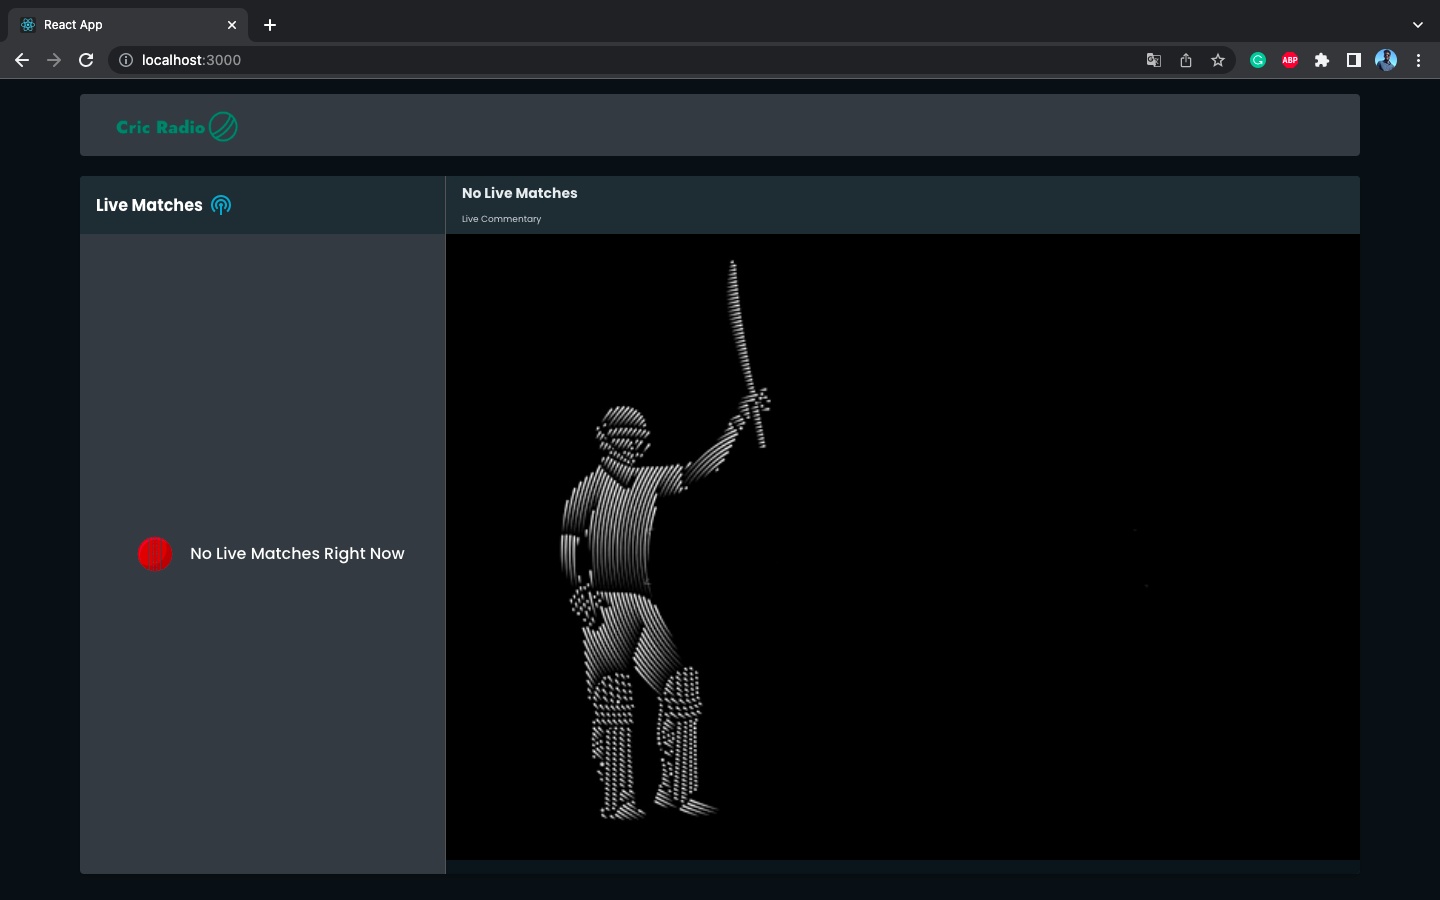 React App
localhost:3000
ABP
Cric Radio
Live Matches
No Live Matches
Live Commentary
No Live Matches Right Now